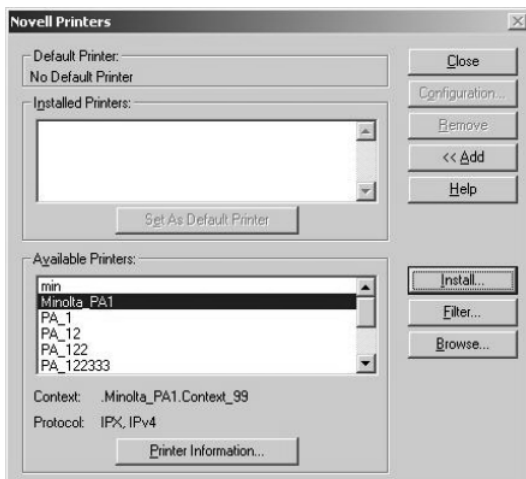 Novell Printers
Default Printer:
No Default Printer
Close
Configuration...
Installed Printers:
Remove
<< Add
Help
Set As Default Printer
Available Printers:
min
Minolta_PA1
PA_1
PA_12
PA_122
PA_122333
Install...
Filter...
Browse...
Context: .Minolta_PA1.Context_99
Protocol: IPX, IPv4
Printer Information...